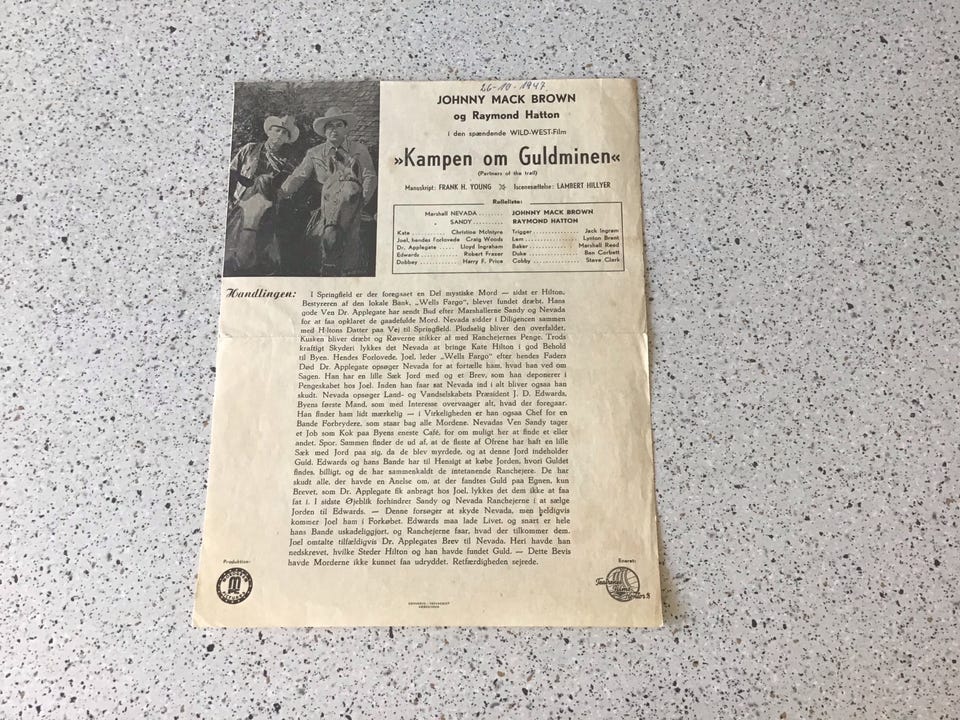 26-10-1947.
JOHNNY MACK BROWN
og Raymond Hatton
i den spændende WILD-WEST-Film
»Kampen om Guldminen«
(Partners of the trail)
Manuskript: FRANK H. YOUNG Iscenesættelse: LAMBERT HILLYER
Rolleliste:
Marshall NEVADA ........ JOHNNY MACK BROWN
" SANDY .......... RAYMOND HATTON
Kate .......... Christine McIntyre Trigger .......... Jack Ingram
Joel, hendes Forlovede Craig Woods Lem .......... Lynton Brent
Dr. Applegate ..... Lloyd Ingraham Baker .......... Marshall Reed
Edwards .......... Robert Frazer Duke .......... Ben Corbett
Dobbey .......... Harry F. Price Cobby .......... Steve Clark
Handlingen: I Springfield er der foregaaet en Del mystiske Mord — sidst er Hilton,
Bestyreren af den lokale Bank, „Wells Fargo", blevet fundet dræbt. Hans
gode Ven Dr. Applegate har sendt Bud efter Marshallerne Sandy og Nevada
for at faa opklaret de gaadefulde Mord. Nevada sidder i Diligencen sammen
med Hiltons Datter paa Vej til Springfield. Pludselig bliver den overfaldet.
Kusken bliver dræbt og Røverne stikker af med Ranchejernes Penge. Trods
kraftigt Skyderi lykkes det Nevada at bringe Kate Hilton i god Behold
til Byen. Hendes Forlovede, Joel, leder „Wells Fargo" efter hendes Faders
Død Dr. Applegate opsøger Nevada for at fortælle ham, hvad han ved om
Sagen. Han har en lille Sæk Jord med og et Brev, som han deponerer i
Pengeskabet hos Joel. Inden han faar sat Nevada ind i alt bliver ogsaa han
skudt. Nevada opsøger Land- og Vandselskabets Præsident J. D. Edwards,
Byens første Mand, som med Interesse overvaager alt, hvad der foregaar.
Han finder ham lidt mærkelig — i Virkeligheden er han ogsaa Chef for en
Bande Forbrydere, som staar bag alle Mordene. Nevadas Ven Sandy tager
et Job som Kok paa Byens eneste Café, for om muligt her at finde et eller
andet. Spor. Sammen finder de ud af, at de fleste af Ofrene har haft en lille
Sæk med Jord paa sig, da de blev myrdede, og at denne Jord indeholder
Guld. Edwards og hans Bande har til Hensigt at købe Jorden, hvori Guldet
findes, billigt, og de har sammenkaldt de intetanende Ranchejere. De har
skudt alle, der havde en Anelse om, at der fandtes Guld paa Egnen, kun
Brevet, som Dr. Applegate fik anbragt hos Joel, lykkes det dem ikke at faa
fat i. I sidste Øjeblik forhindrer Sandy og Nevada Ranchejerne i at sælge
Jorden til Edwards. — Denne forsøger at skyde Nevada, men heldigvis
kommer Joel ham i Forkøbet. Edwards maa lade Livet, og snart er hele
hans Bande uskadeliggjort, og Ranchejerne faar, hvad der tilkommer dem.
Joel omtalte tilfældigvis Dr. Applegates Brev til Nevada. Heri havde han
nedskrevet, hvilke Steder Hilton og han havde fundet Guld. — Dette Bevis
havde Morderne ikke kunnet faa udryddet. Retfærdigheden sejrede.
Produktion:
Eneret:
Teatrenes
Films
Kontor A/S